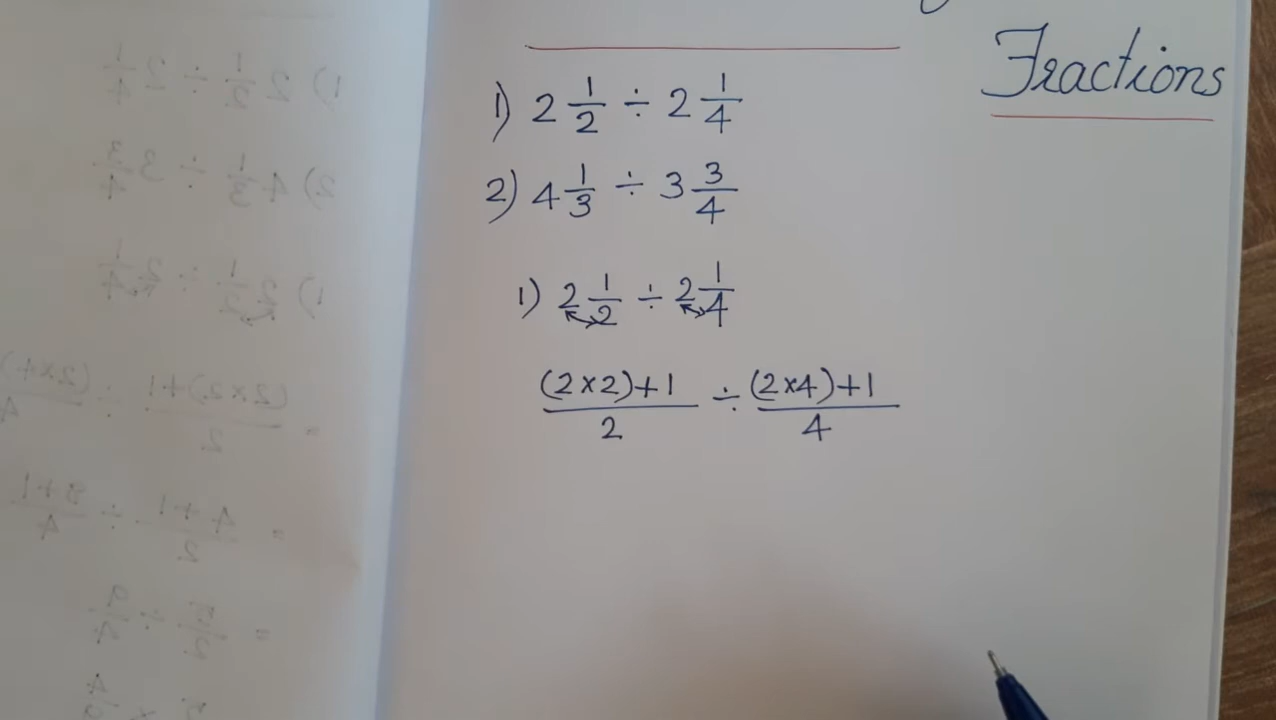 Fractions
1) 2 1/2 ÷ 2 1/4
2) 4 1/3 ÷ 3 3/4
1) 2 1/2 ÷ 2 1/4
(2×2)+1/2 ÷ (2×4)+1/4